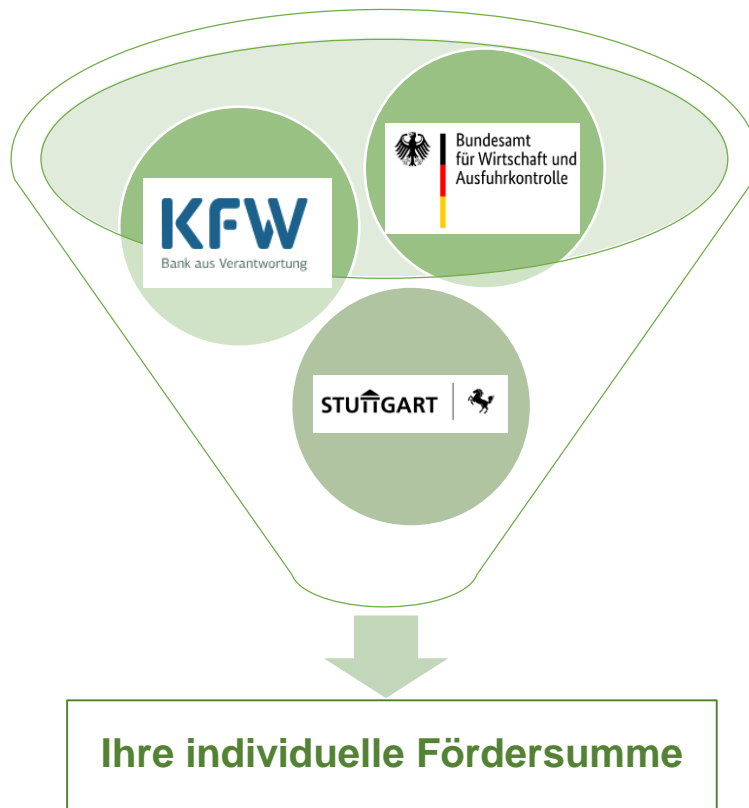 Bundesamt
für Wirtschaft und
Ausfuhrkontrolle
KFW
Bank aus Verantwortung
STUTTGART
Ihre individuelle Fördersumme